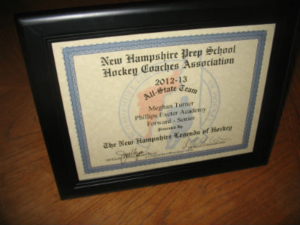 New Hampshire Prep School
Hockey Coaches Association
2012-13
All-State Team
Meghan Turner
Phillips Exeter Academy
Forward - Senior
Presented by
The New Hampshire Legends of Hockey